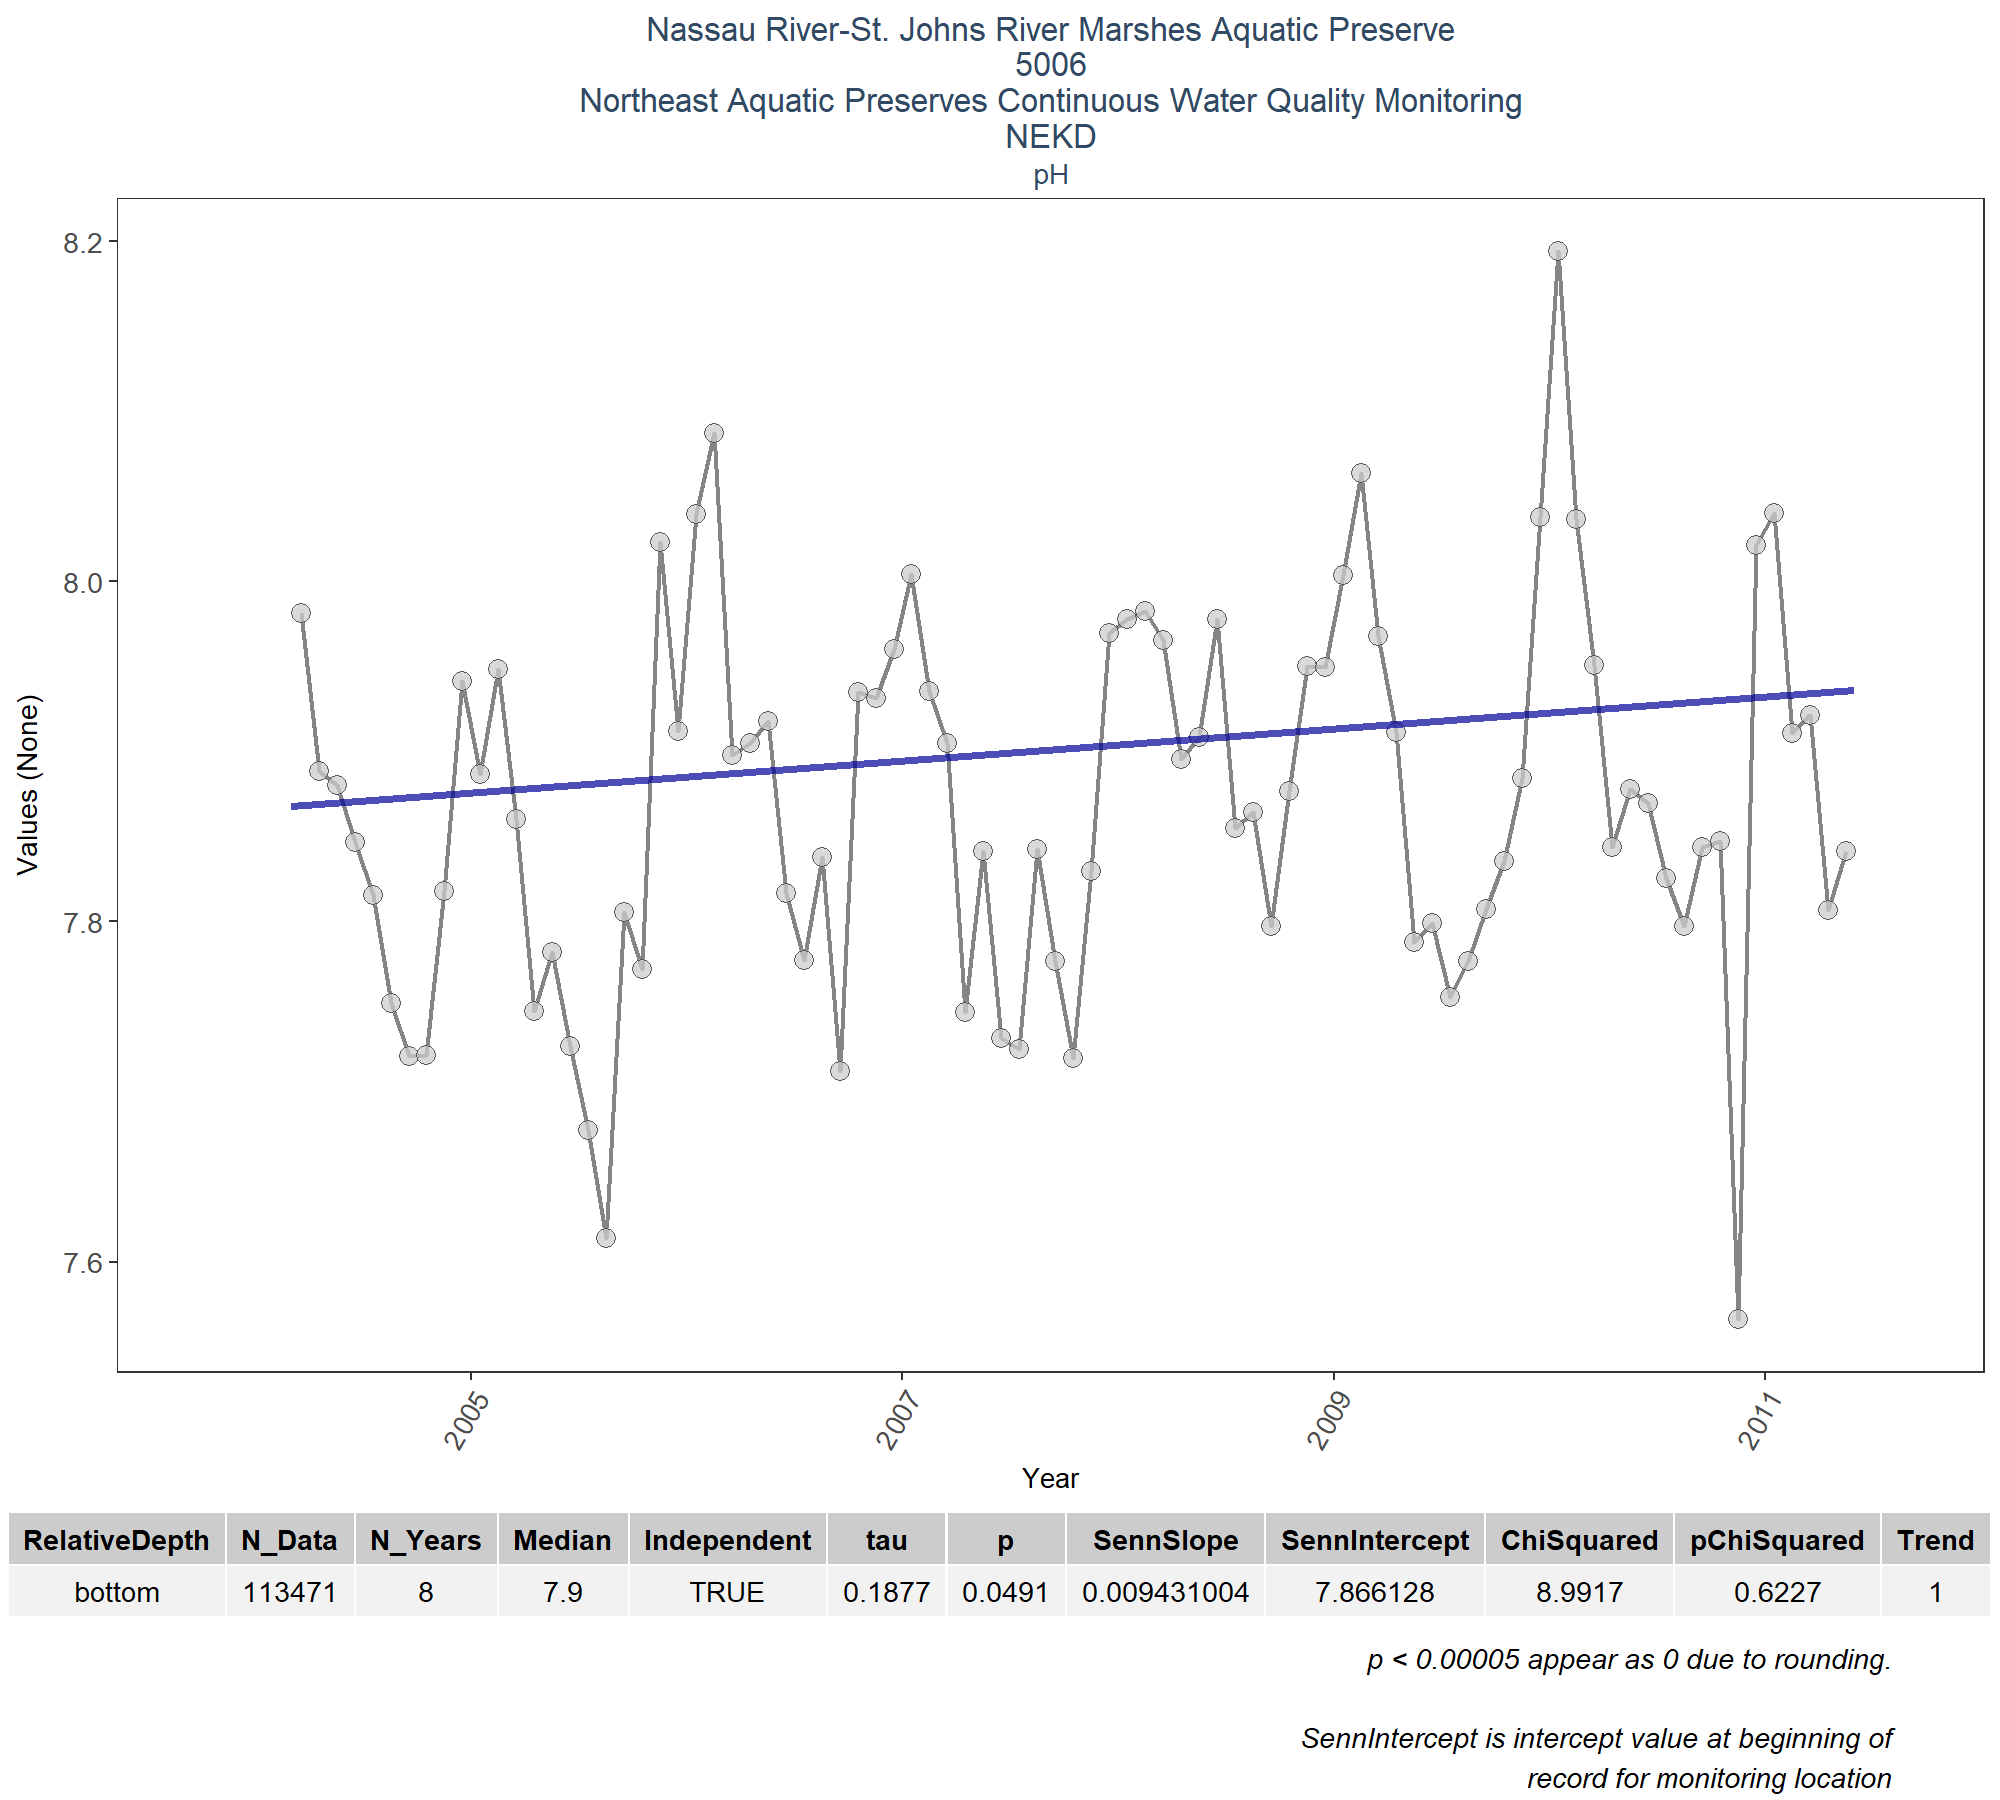 Nassau River-St. Johns River Marshes Aquatic Preserve
5006
Northeast Aquatic Preserves Continuous Water Quality Monitoring
NEKD
pH
8.2
8.0
7.8
7.6
Values (None)
2005
2007
2009
2011
Year
RelativeDepth N_Data N_Years Median Independent tau p SennSlope SennIntercept ChiSquared pChiSquared Trend
bottom 113471 8 7.9 TRUE 0.1877 0.0491 0.009431004 7.866128 8.9917 0.6227 1
p < 0.00005 appear as 0 due to rounding.
SennIntercept is intercept value at beginning of
record for monitoring location